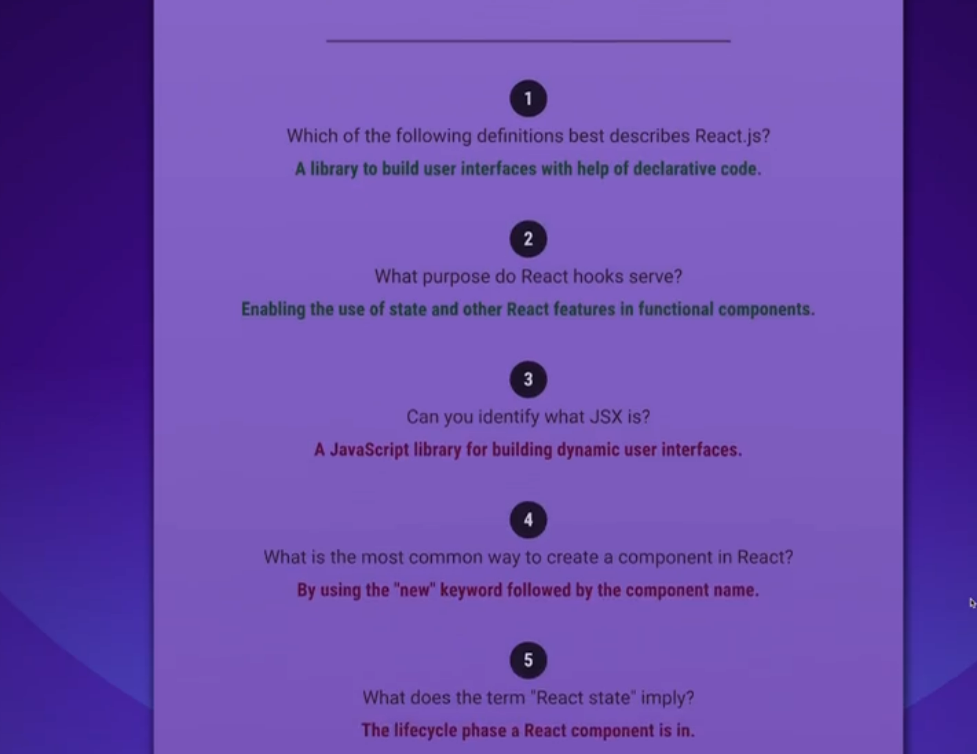 1
Which of the following definitions best describes React.js?
A library to build user interfaces with help of declarative code.
2
What purpose do React hooks serve?
Enabling the use of state and other React features in functional components.
3
Can you identify what JSX is?
A JavaScript library for building dynamic user interfaces.
4
What is the most common way to create a component in React?
By using the "new" keyword followed by the component name.
5
What does the term "React state" imply?
The lifecycle phase a React component is in.